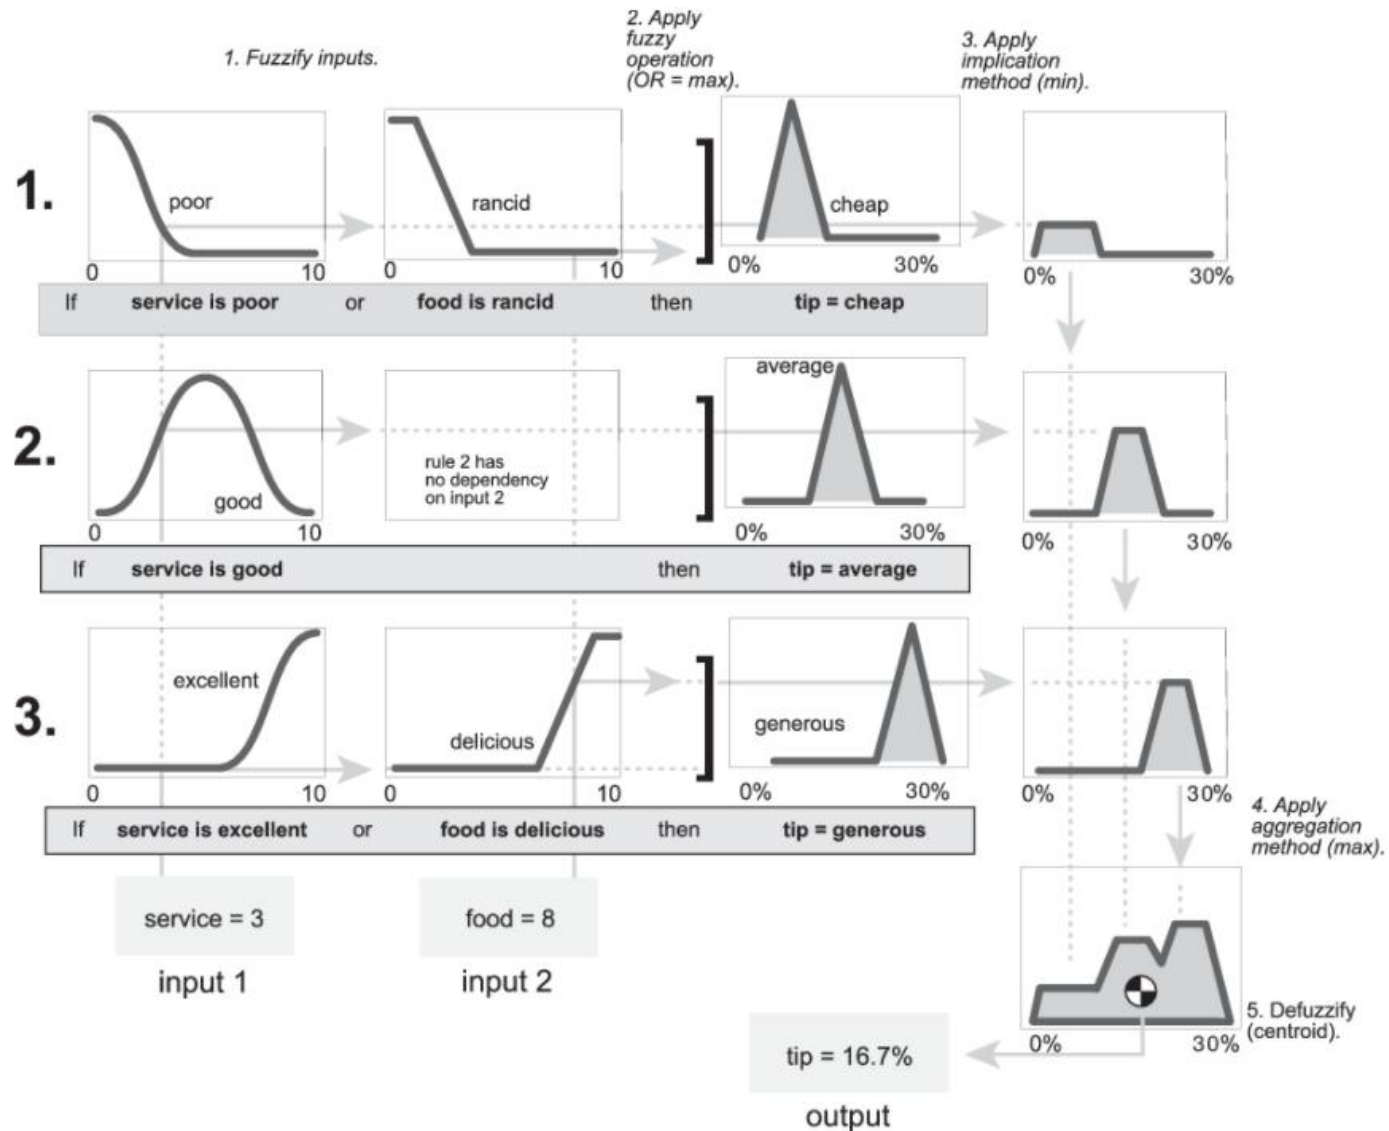 1. Fuzzify inputs.
2. Apply
fuzzy
operation
(OR = max).
3. Apply
implication
method (min).
1.
poor
rancid
cheap
0
10
0
10
0%
30%
0%
30%
If service is poor or food is rancid then tip = cheap
2.
good
rule 2 has
no dependency
on input 2
average
0
10
0%
30%
0%
30%
If service is good then tip = average
3.
excellent
delicious
generous
0
10
0
10
0%
30%
0%
30%
If service is excellent or food is delicious then tip = generous
4. Apply
aggregation
method (max).
service = 3
food = 8
input 1
input 2
0%
30%
5. Defuzzify
(centroid).
tip = 16.7%
output